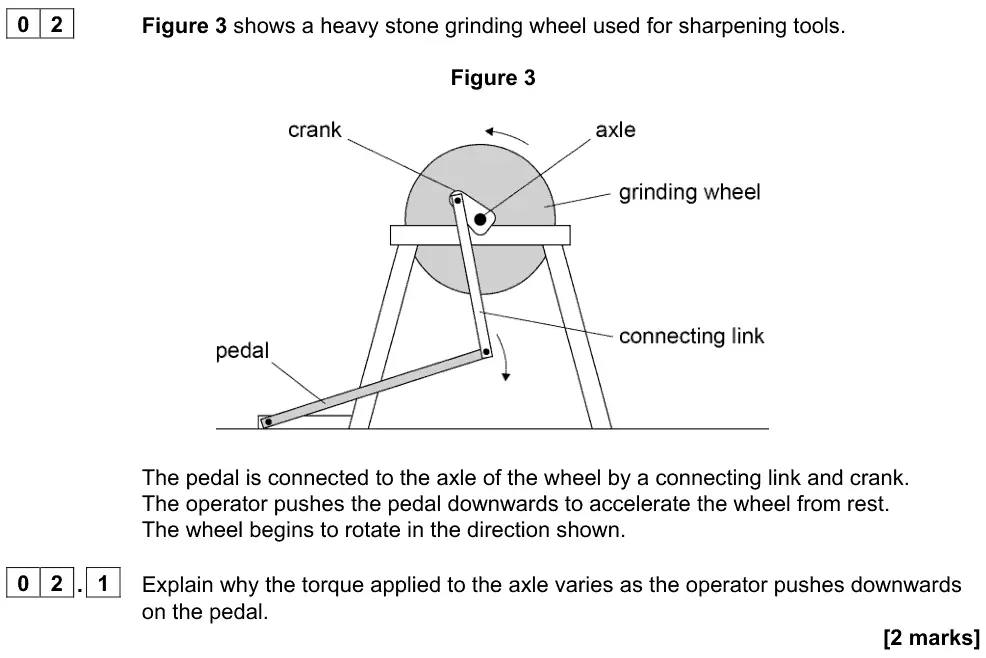 0 2 Figure 3 shows a heavy stone grinding wheel used for sharpening tools.
Figure 3
crank
axle
grinding wheel
connecting link
pedal
The pedal is connected to the axle of the wheel by a connecting link and crank.
The operator pushes the pedal downwards to accelerate the wheel from rest.
The wheel begins to rotate in the direction shown.
0 2 . 1 Explain why the torque applied to the axle varies as the operator pushes downwards
on the pedal.
[2 marks]